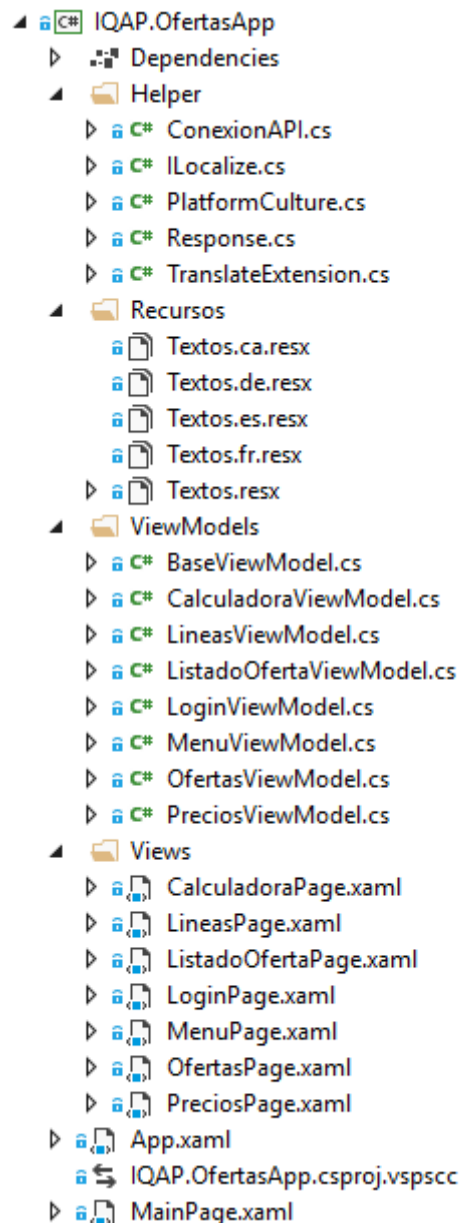 C# IQAP.OfertasApp
Dependencies
Helper
C# ConexionAPI.cs
C# ILocalize.cs
C# PlatformCulture.cs
C# Response.cs
C# TranslateExtension.cs
Recursos
Textos.ca.resx
Textos.de.resx
Textos.es.resx
Textos.fr.resx
Textos.resx
ViewModels
C# BaseViewModel.cs
C# CalculadoraViewModel.cs
C# LineasViewModel.cs
C# ListadoOfertaViewModel.cs
C# LoginViewModel.cs
C# MenuViewModel.cs
C# OfertasViewModel.cs
C# PreciosViewModel.cs
Views
CalculadoraPage.xaml
LineasPage.xaml
ListadoOfertaPage.xaml
LoginPage.xaml
MenuPage.xaml
OfertasPage.xaml
PreciosPage.xaml
App.xaml
IQAP.OfertasApp.csproj.vspscc
MainPage.xaml